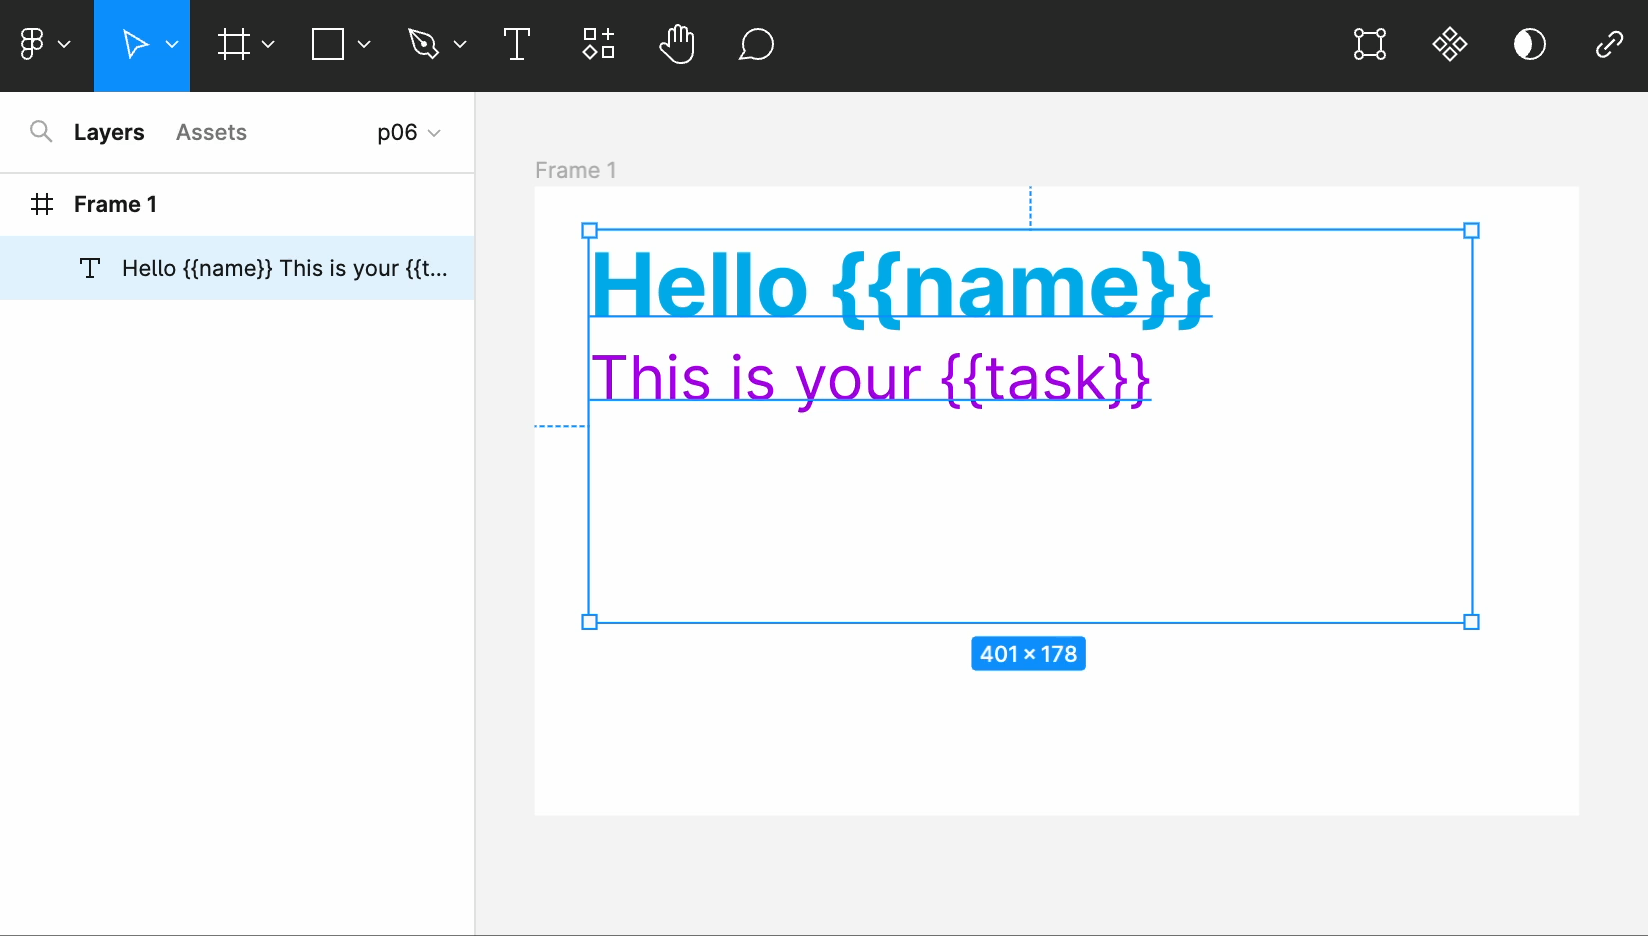 Layers Assets p06
Frame 1
Hello {{name}} This is your {{t...
Frame 1
Hello {{name}}
This is your {{task}}
401 × 178